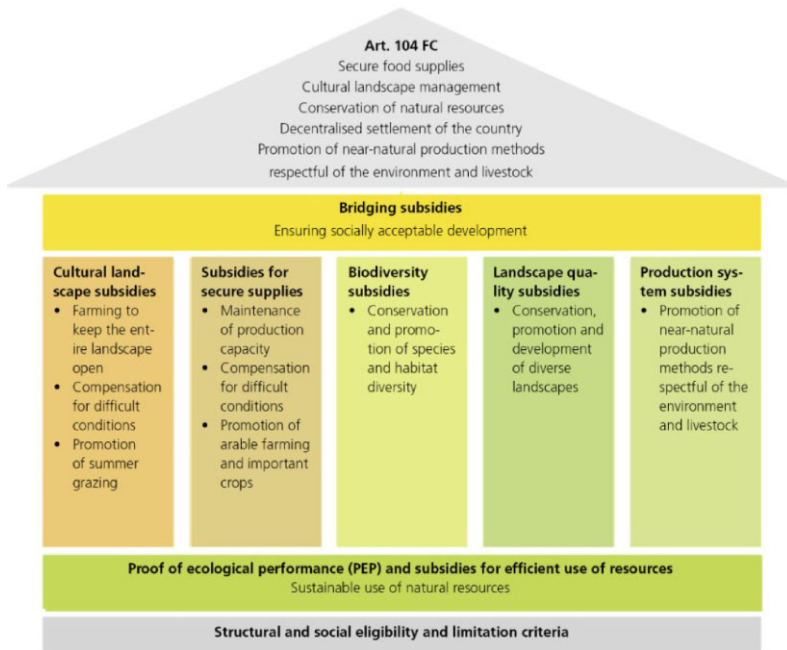 Art. 104 FC
Secure food supplies
Cultural landscape management
Conservation of natural resources
Decentralised settlement of the country
Promotion of near-natural production methods
respectful of the environment and livestock
Bridging subsidies
Ensuring socially acceptable development
Cultural land-
scape subsidies
• Farming to
keep the ent-
ire landscape
open
• Compensation
for difficult
conditions
• Promotion
of summer
grazing
Subsidies for
secure supplies
• Maintenance
of production
capacity
• Compensation
for difficult
conditions
• Promotion of
arable farming
and important
crops
Biodiversity
subsidies
• Conservation
and promo-
tion of species
and habitat
diversity
Landscape qua-
lity subsidies
• Conservation,
promotion and
development
of diverse
landscapes
Production sys-
tem subsidies
• Promotion of
near-natural
production
methods re-
spectful of the
environment
and livestock
Proof of ecological performance (PEP) and subsidies for efficient use of resources
Sustainable use of natural resources
Structural and social eligibility and limitation criteria